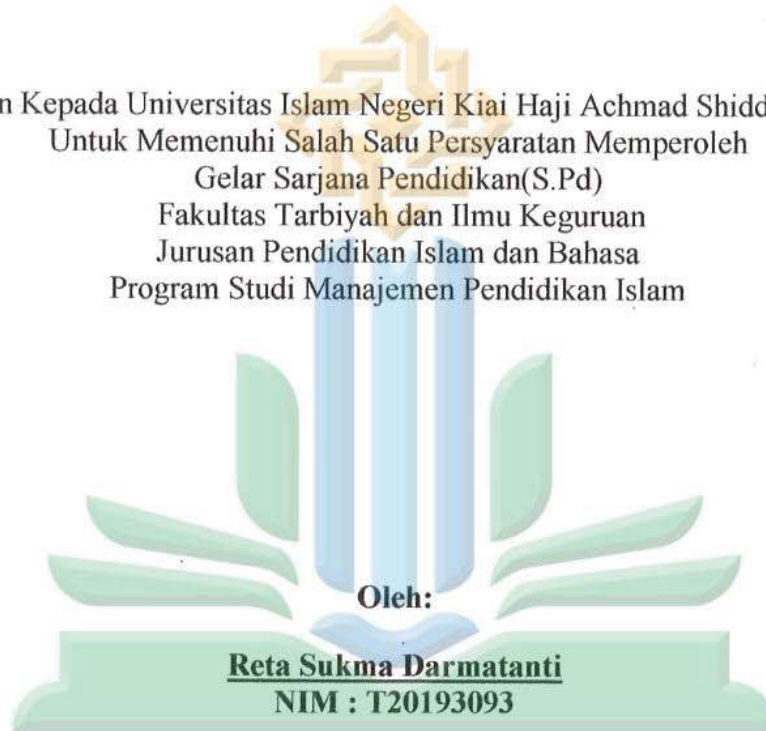 n Kepada Universitas Islam Negeri Kiai Haji Achmad Shidd
Untuk Memenuhi Salah Satu Persyaratan Memperoleh
Gelar Sarjana Pendidikan(S.Pd)
Fakultas Tarbiyah dan Ilmu Keguruan
Jurusan Pendidikan Islam dan Bahasa
Program Studi Manajemen Pendidikan Islam
Oleh:
Reta Sukma Darmatanti
NIM : T20193093